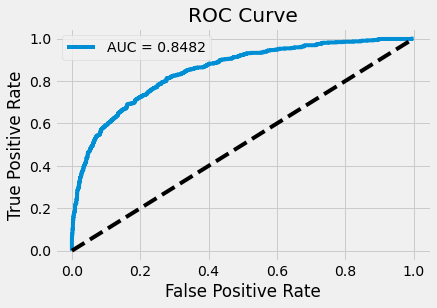 ROC Curve
AUC = 0.8482
True Positive Rate
1.0
0.8
0.6
0.4
0.2
0.0
0.0 0.2 0.4 0.6 0.8 1.0
False Positive Rate